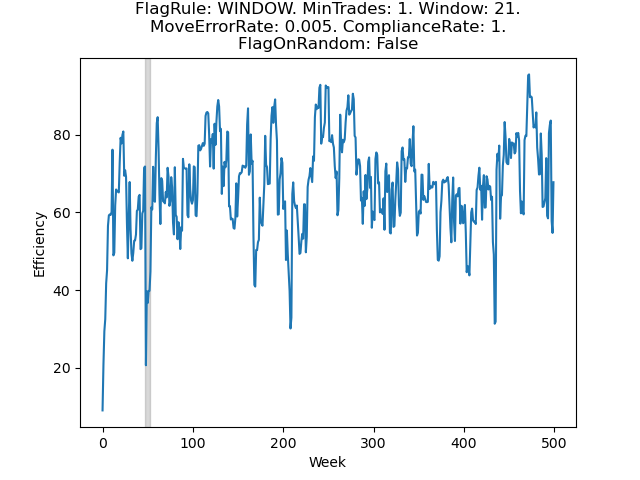 FlagRule: WINDOW. MinTrades: 1. Window: 21.
MoveErrorRate: 0.005. ComplianceRate: 1.
FlagOnRandom: False
Efficiency
80
60
40
20
0
100
200
300
400
500
Week